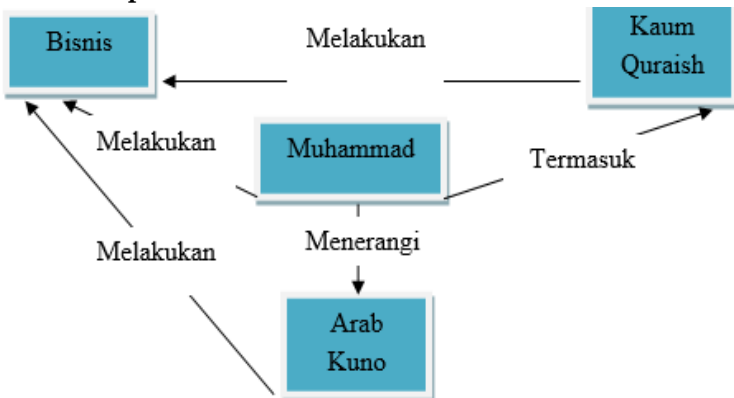 Bisnis
Melakukan
Kaum
Quraish
Melakukan
Muhammad
Termasuk
Melakukan
Menerangi
Arab
Kuno